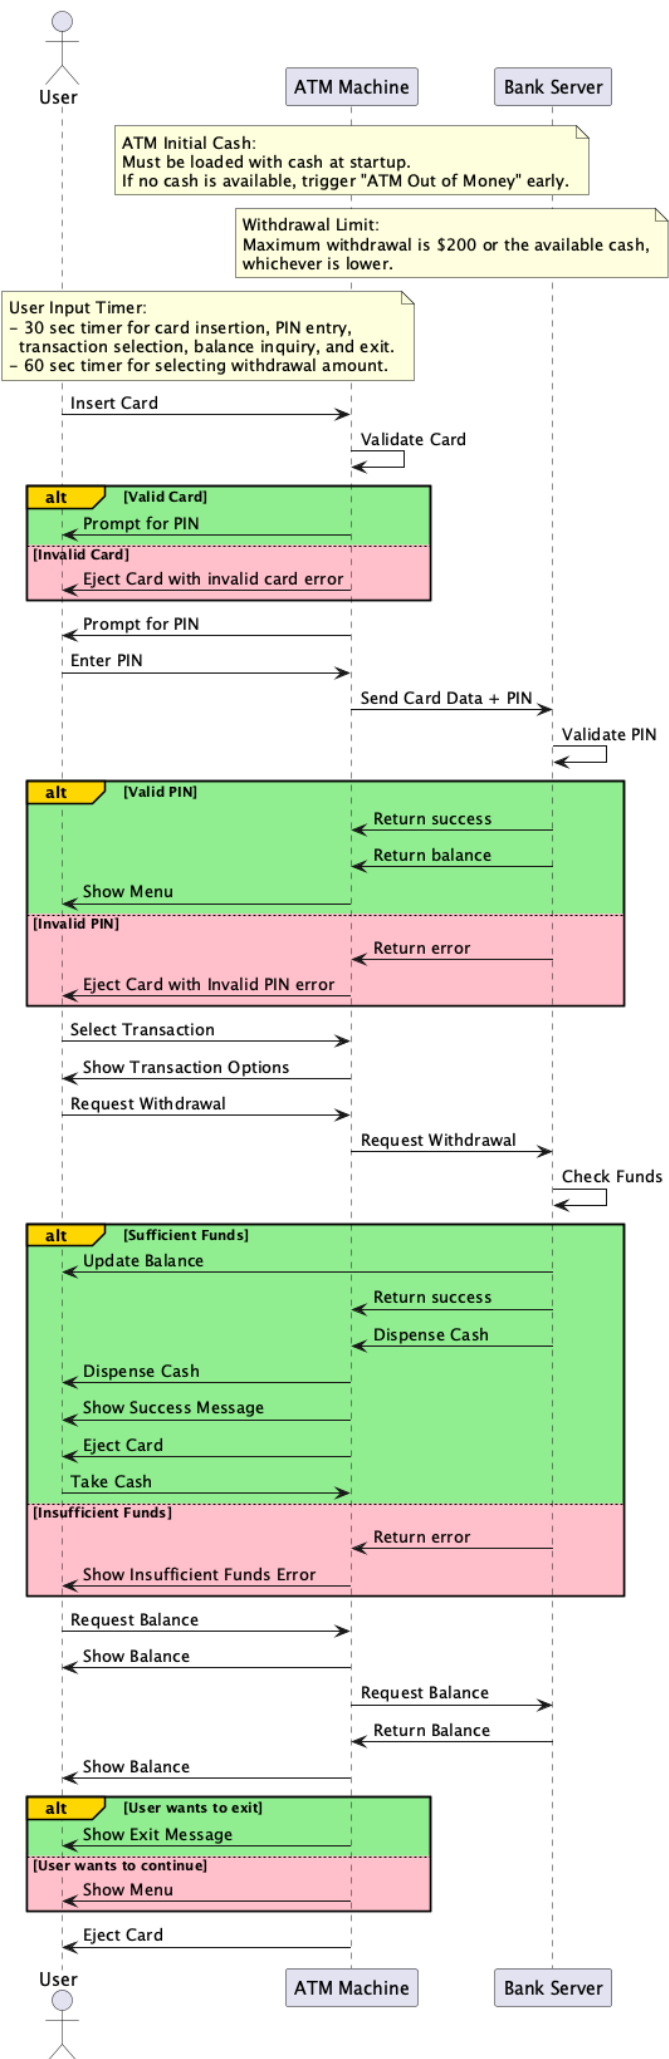 User
ATM Machine
Bank Server
ATM Initial Cash:
Must be loaded with cash at startup.
If no cash is available, trigger "ATM Out of Money" early.
Withdrawal Limit:
Maximum withdrawal is $200 or the available cash,
whichever is lower.
User Input Timer:
- 30 sec timer for card insertion, PIN entry,
transaction selection, balance inquiry, and exit.
- 60 sec timer for selecting withdrawal amount.
Insert Card
Validate Card
alt [Valid Card]
Prompt for PIN
[Invalid Card]
Eject Card with invalid card error
Prompt for PIN
Enter PIN
Send Card Data + PIN
Validate PIN
alt [Valid PIN]
Return success
Return balance
Show Menu
[Invalid PIN]
Return error
Eject Card with Invalid PIN error
Select Transaction
Show Transaction Options
Request Withdrawal
Request Withdrawal
Check Funds
alt [Sufficient Funds]
Update Balance
Return success
Dispense Cash
Dispense Cash
Show Success Message
Eject Card
Take Cash
[Insufficient Funds]
Return error
Show Insufficient Funds Error
Request Balance
Show Balance
Request Balance
Return Balance
Show Balance
alt [User wants to exit]
Show Exit Message
[User wants to continue]
Show Menu
Eject Card
User
ATM Machine
Bank Server